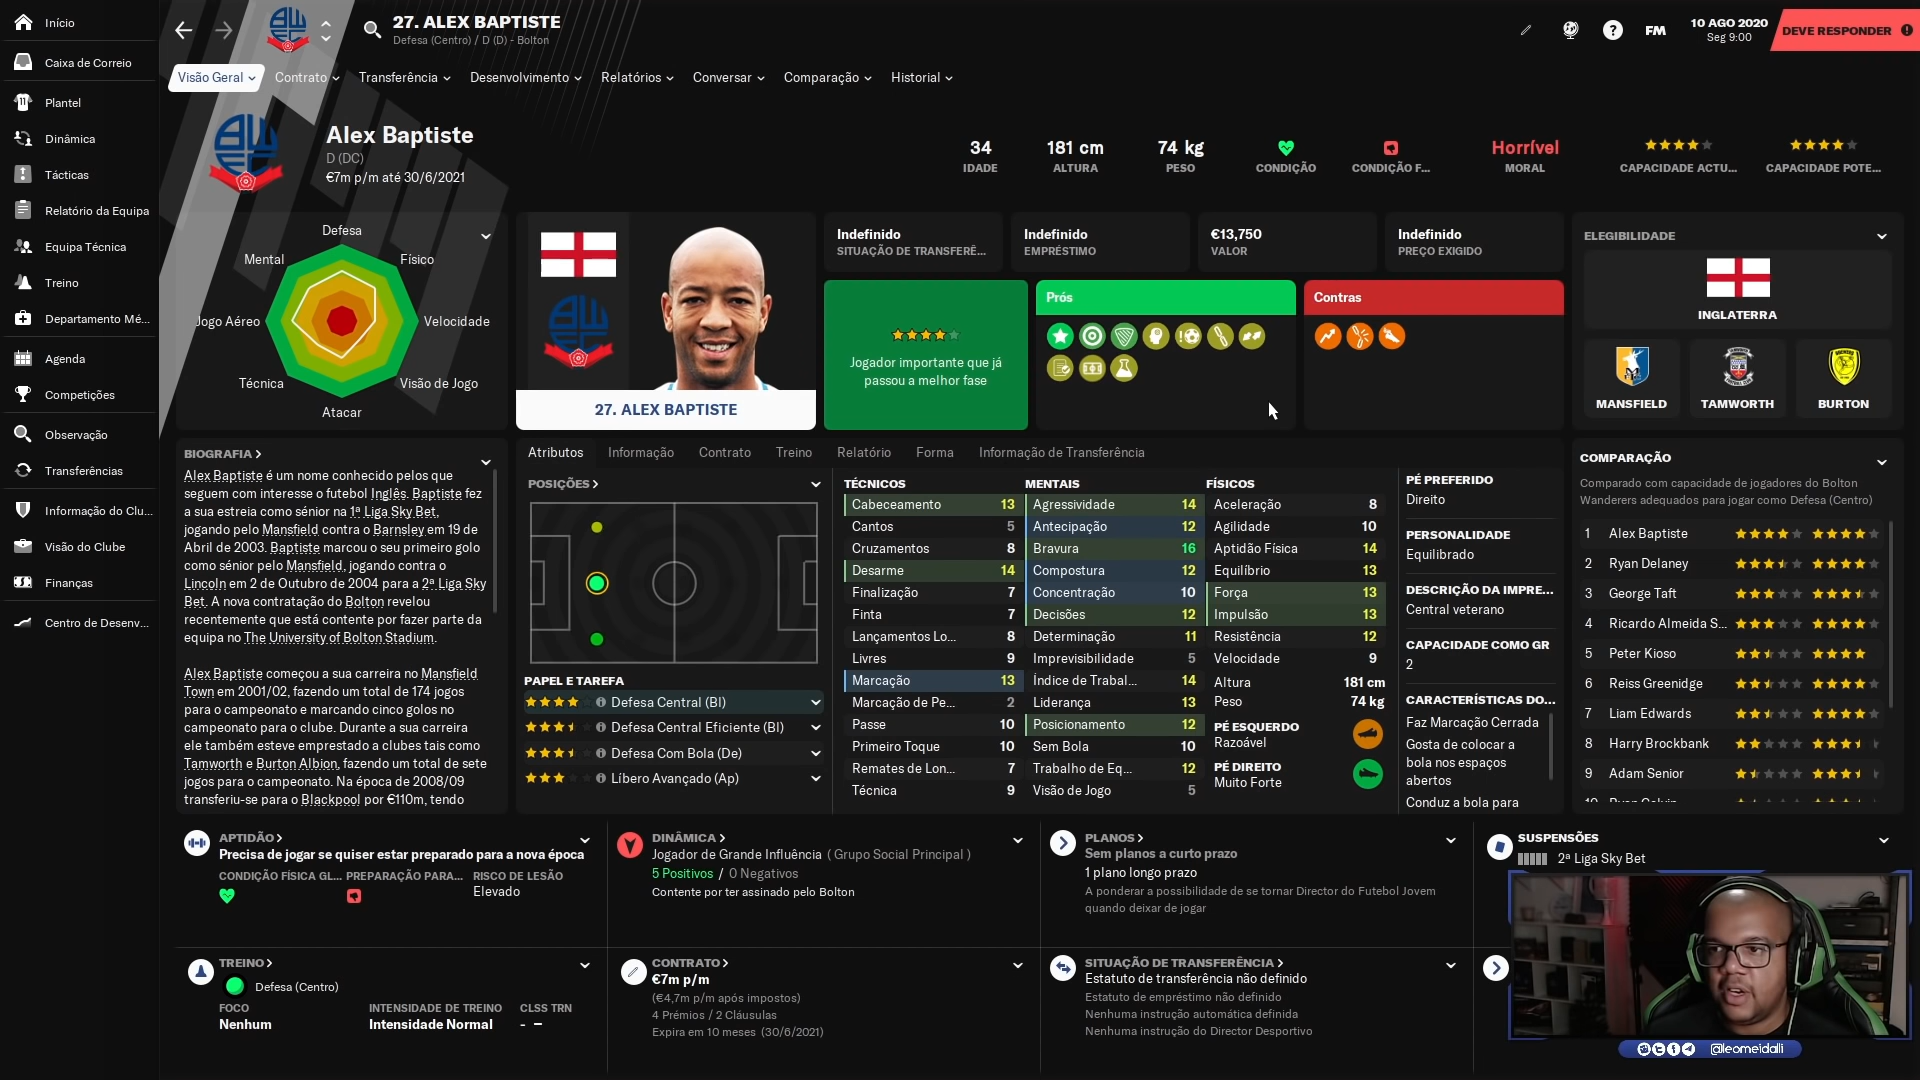 Início
Caixa de Correio
Plantel
Dinâmica
Tácticas
Relatório da Equipa
Equipa Técnica
Treino
Departamento Mé...
Agenda
Competições
Observação
Transferências
Informação do Clu...
Visão do Clube
Finanças
Centro de Desenv...
27. ALEX BAPTISTE
Defesa (Centro) / D (D) - Bolton
FM
10 AGO 2020
Seg 9:00
DEVE RESPONDER
Visão Geral
Contrato
Transferência
Desenvolvimento
Relatórios
Conversar
Comparação
Historial
Alex Baptiste
D (DC)
€7m p/m até 30/6/2021
34
IDADE
181 cm
ALTURA
74 kg
PESO
CONDIÇÃO
CONDIÇÃO F...
Horrível
MORAL
CAPACIDADE ACTU...
CAPACIDADE POTE...
Defesa
Mental
Físico
Jogo Aéreo
Velocidade
Técnica
Visão de Jogo
Atacar
27. ALEX BAPTISTE
Indefinido
SITUAÇÃO DE TRANSFERÊ...
Indefinido
EMPRÉSTIMO
€13,750
VALOR
Indefinido
PREÇO EXIGIDO
Jogador importante que já
passou a melhor fase
Prós
Contras
ELEGIBILIDADE
INGLATERRA
MANSFIELD
TAMWORTH
BURTON
BIOGRAFIA
Alex Baptiste é um nome conhecido pelos que
seguem com interesse o futebol Inglês. Baptiste fez
a sua estreia como sénior na 1ª Liga Sky Bet,
jogando pelo Mansfield contra o Barnsley em 19 de
Abril de 2003. Baptiste marcou o seu primeiro golo
como sénior pelo Mansfield, jogando contra o
Lincoln em 2 de Outubro de 2004 para a 2ª Liga Sky
Bet. A nova contratação do Bolton revelou
recentemente que está contente por fazer parte da
equipa no The University of Bolton Stadium.
Alex Baptiste começou a sua carreira no Mansfield
Town em 2001/02, fazendo um total de 174 jogos
para o campeonato e marcando cinco golos no
campeonato para o clube. Durante a sua carreira
ele também esteve emprestado a clubes tais como
Tamworth e Burton Albion, fazendo um total de sete
jogos para o campeonato. Na época de 2008/09
transferiu-se para o Blackpool por €110m, tendo
Atributos
Informação
Contrato
Treino
Relatório
Forma
Informação de Transferência
POSIÇÕES
PAPEL E TAREFA
Defesa Central (Bl)
Defesa Central Eficiente (Bl)
Defesa Com Bola (De)
Líbero Avançado (Ap)
TÉCNICOS
Cabeceamento 13
Cantos 5
Cruzamentos 8
Desarme 14
Finalização 7
Finta 7
Lançamentos Lo... 8
Livres 9
Marcação 13
Marcação de Pe... 2
Passe 10
Primeiro Toque 10
Remates de Lon... 7
Técnica 9
MENTAIS
Agressividade 14
Antecipação 12
Bravura 16
Compostura 12
Concentração 10
Decisões 12
Determinação 11
Imprevisibilidade 5
Índice de Trabal... 14
Liderança 13
Posicionamento 12
Sem Bola 10
Trabalho de Eq... 12
Visão de Jogo 5
FÍSICOS
Aceleração 8
Agilidade 10
Aptidão Física 14
Equilíbrio 13
Força 13
Impulsão 13
Resistência 12
Velocidade 9
Altura 181 cm
Peso 74 kg
PÉ ESQUERDO
Razoável
PÉ DIREITO
Muito Forte
PÉ PREFERIDO
Direito
PERSONALIDADE
Equilibrado
DESCRIÇÃO DA IMPRE...
Central veterano
CAPACIDADE COMO GR
2
CARACTERÍSTICAS DO...
Faz Marcação Cerrada
Gosta de colocar a
bola nos espaços
abertos
Conduz a bola para
COMPARAÇÃO
Comparado com capacidade de jogadores do Bolton
Wanderers adequados para jogar como Defesa (Centro)
1 Alex Baptiste
2 Ryan Delaney
3 George Taft
4 Ricardo Almeida S...
5 Peter Kioso
6 Reiss Greenidge
7 Liam Edwards
8 Harry Brockbank
9 Adam Senior
APTIDÃO
Precisa de jogar se quiser estar preparado para a nova época
CONDIÇÃO FÍSICA GL...
PREPARAÇÃO PARA...
RISCO DE LESÃO
Elevado
DINÂMICA
Jogador de Grande Influência ( Grupo Social Principal )
5 Positivos / 0 Negativos
Contente por ter assinado pelo Bolton
PLANOS
Sem planos a curto prazo
1 plano longo prazo
A ponderar a possibilidade de se tornar Director do Futebol Jovem
quando deixar de jogar
SUSPENSÕES
2ª Liga Sky Bet
TREINO
Defesa (Centro)
FOCO
Nenhum
INTENSIDADE DE TREINO
Intensidade Normal
CLSS TRN
-
CONTRATO
€7m p/m
(€4,7m p/m após impostos)
4 Prémios / 2 Cláusulas
Expira em 10 meses (30/6/2021)
SITUAÇÃO DE TRANSFERÊNCIA
Estatuto de transferência não definido
Estatuto de empréstimo não definido
Nenhuma instrução automática definida
Nenhuma instrução do Director Desportivo
@leomeidalli